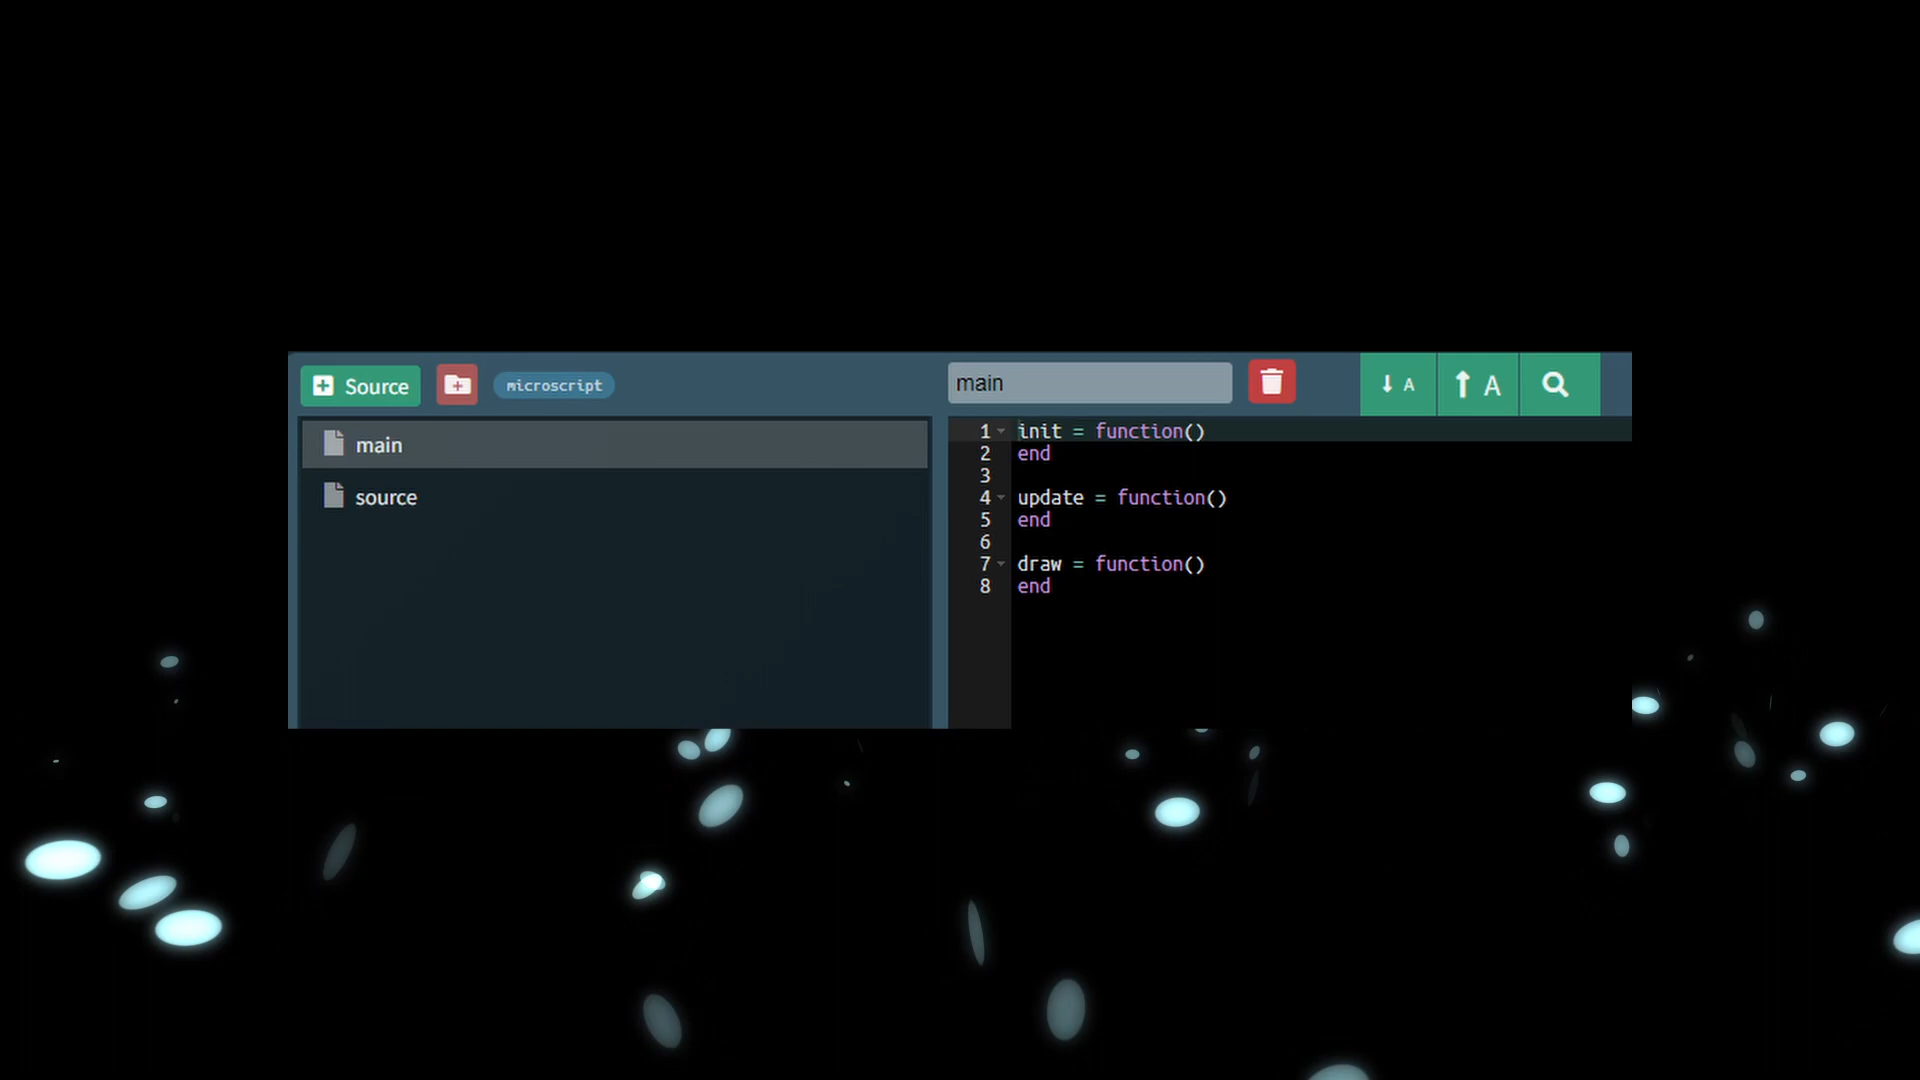 Source
microscript
main
A
A
main
source
1 init = function()
2 end
3
4 update = function()
5 end
6
7 draw = function()
8 end